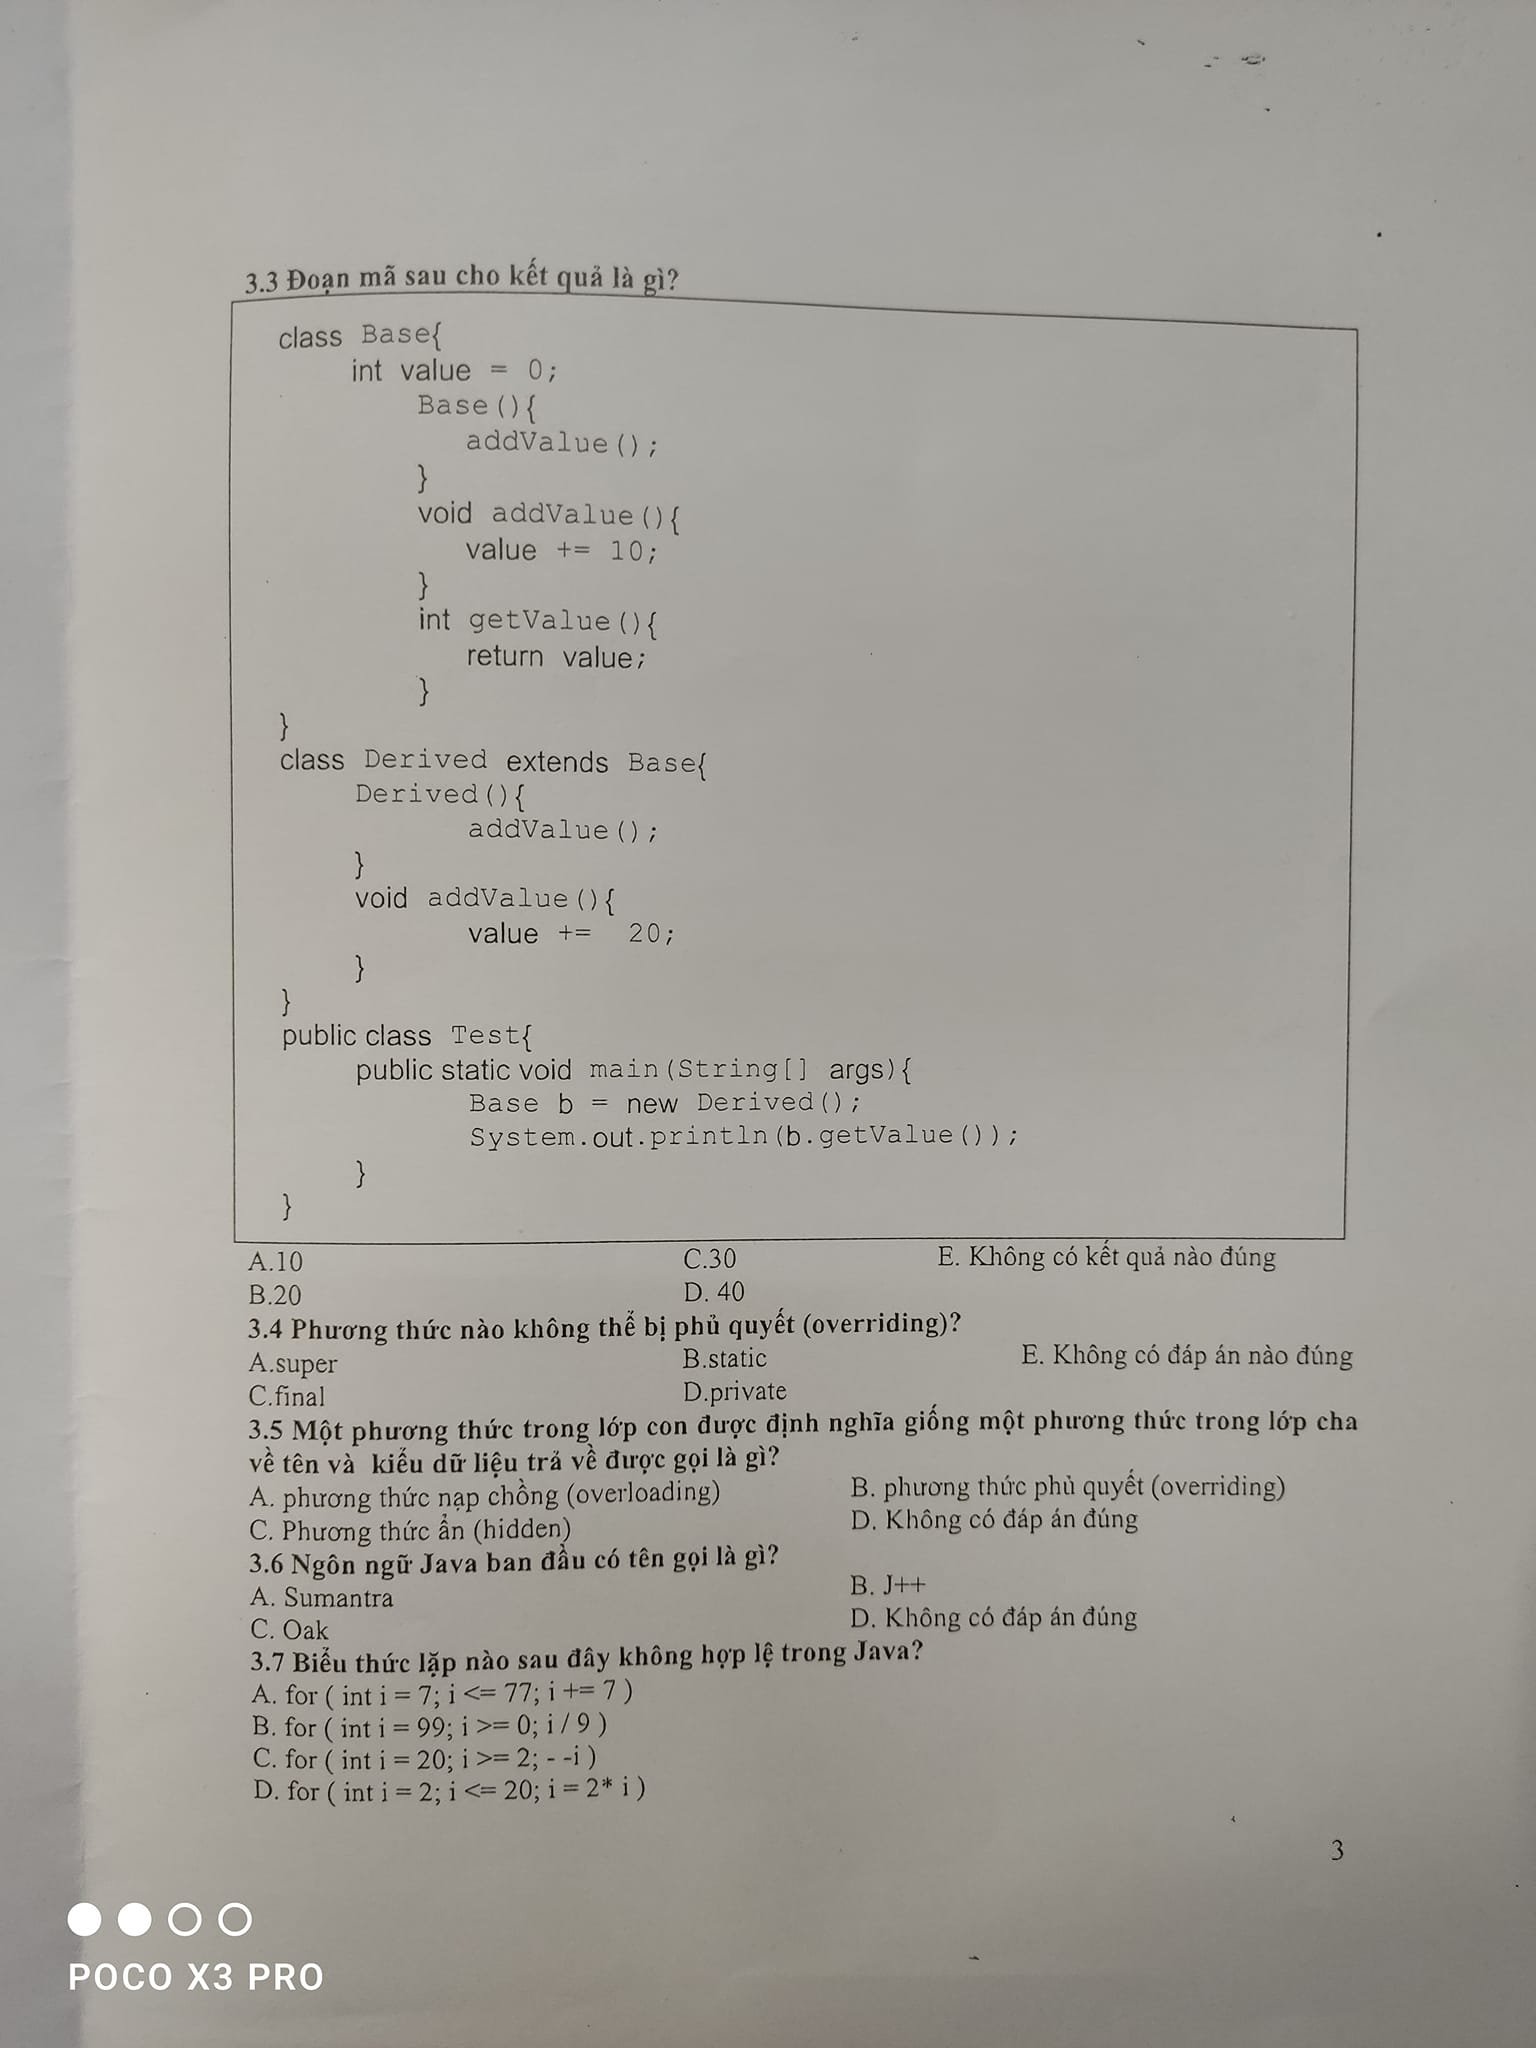 3.3 Đoạn mã sau cho kết quả là gì?
class Base{
int value = 0;
Base(){
addValue();
}
void addValue(){
value += 10;
}
int getValue(){
return value;
}
}
class Derived extends Base{
Derived(){
addValue();
}
void addValue(){
value += 20;
}
}
public class Test{
public static void main(String[] args){
Base b = new Derived();
System.out.println(b.getValue());
}
}
A.10 C.30 E. Không có kết quả nào đúng
B.20 D. 40
3.4 Phương thức nào không thể bị phủ quyết (overriding)?
A.super B.static E. Không có đáp án nào đúng
C.final D.private
3.5 Một phương thức trong lớp con được định nghĩa giống một phương thức trong lớp cha
về tên và kiểu dữ liệu trả về được gọi là gì?
A. phương thức nạp chồng (overloading) B. phương thức phủ quyết (overriding)
C. Phương thức ẩn (hidden) D. Không có đáp án đúng
3.6 Ngôn ngữ Java ban đầu có tên gọi là gì?
A. Sumantra B. J++
C. Oak D. Không có đáp án đúng
3.7 Biểu thức lặp nào sau đây không hợp lệ trong Java?
A. for ( int i = 7; i <= 77; i += 7 )
B. for ( int i = 99; i >= 0; i / 9 )
C. for ( int i = 20; i >= 2; - -i )
D. for ( int i = 2; i <= 20; i = 2* i )
3
POCO X3 PRO